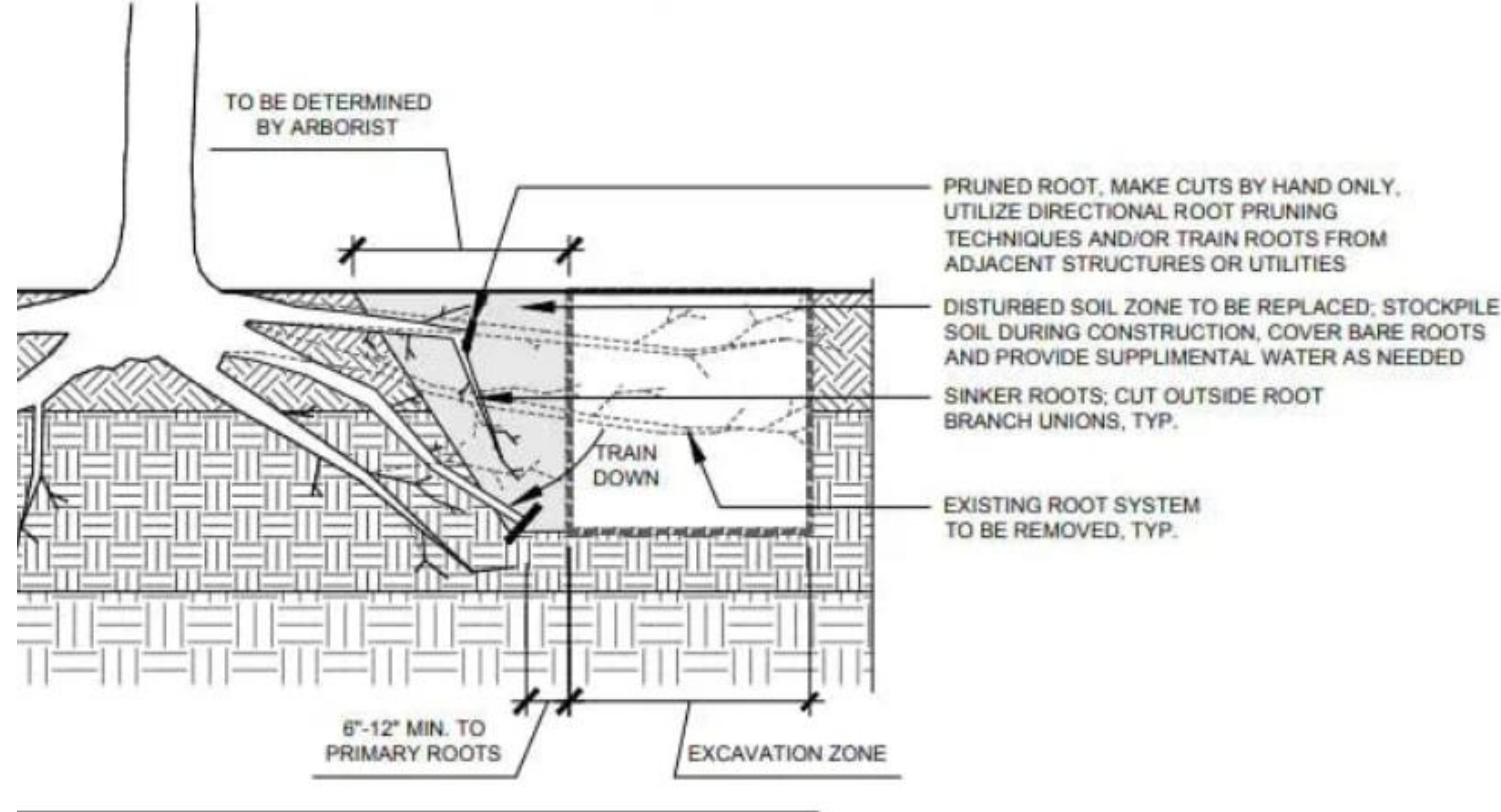 TO BE DETERMINED
BY ARBORIST
PRUNED ROOT, MAKE CUTS BY HAND ONLY,
UTILIZE DIRECTIONAL ROOT PRUNING
TECHNIQUES AND/OR TRAIN ROOTS FROM
ADJACENT STRUCTURES OR UTILITIES
DISTURBED SOIL ZONE TO BE REPLACED; STOCKPILE
SOIL DURING CONSTRUCTION, COVER BARE ROOTS
AND PROVIDE SUPPLIMENTAL WATER AS NEEDED
SINKER ROOTS; CUT OUTSIDE ROOT
BRANCH UNIONS, TYP.
TRAIN
DOWN
EXISTING ROOT SYSTEM
TO BE REMOVED, TYP.
6"-12" MIN. TO
PRIMARY ROOTS
EXCAVATION ZONE